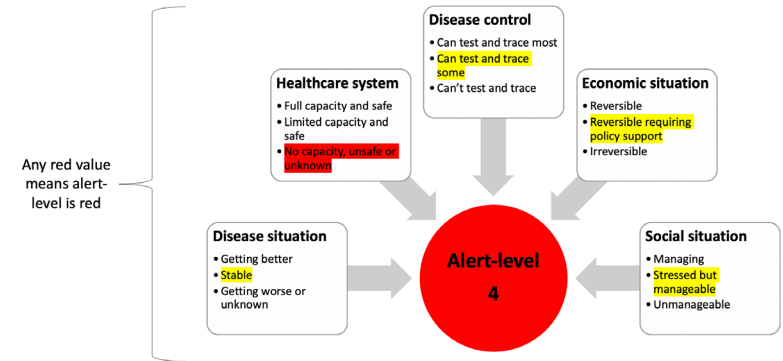 Disease control
• Can test and trace most
• Can test and trace
some
• Can't test and trace
Healthcare system
• Full capacity and safe
• Limited capacity and
safe
• No capacity, unsafe or
unknown
Economic situation
• Reversible
• Reversible requiring
policy support
• Irreversible
Any red value
means alert-
level is red
Disease situation
• Getting better
• Stable
• Getting worse or
unknown
Alert-level
4
Social situation
• Managing
• Stressed but
manageable
• Unmanageable